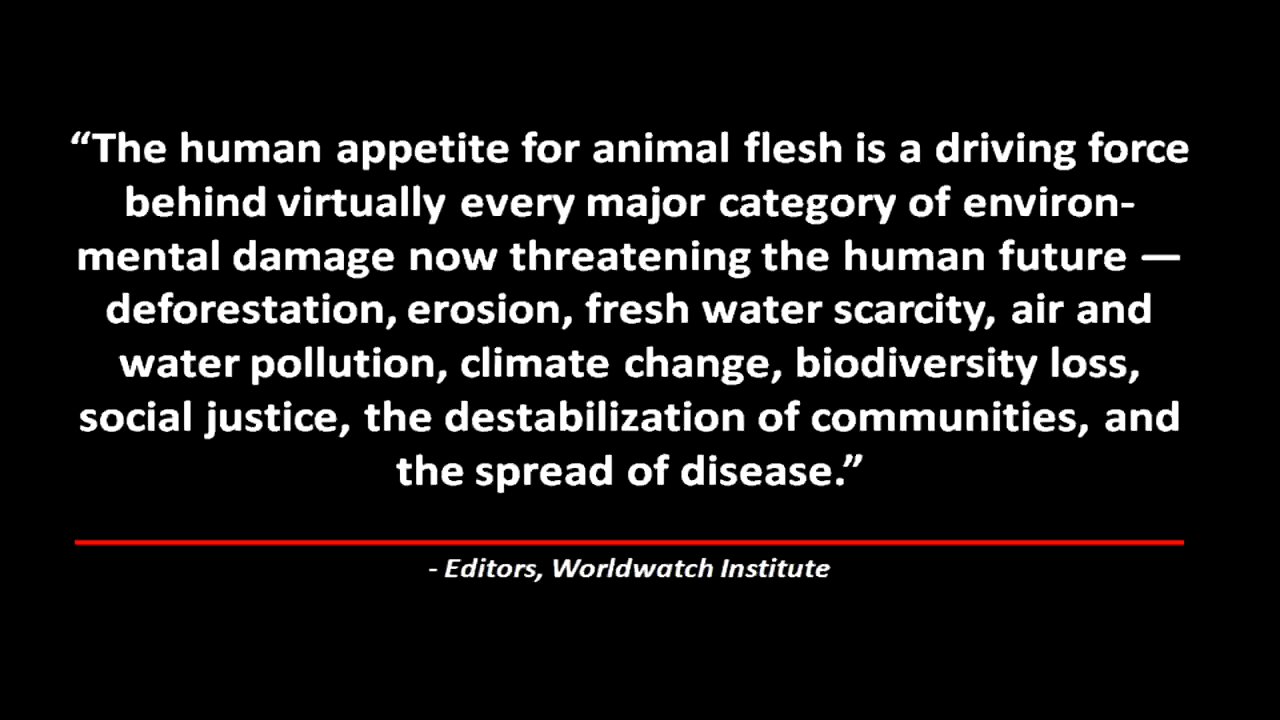 “The human appetite for animal flesh is a driving force
behind virtually every major category of environ-
mental damage now threatening the human future —
deforestation, erosion, fresh water scarcity, air and
water pollution, climate change, biodiversity loss,
social justice, the destabilization of communities, and
the spread of disease.”
- Editors, Worldwatch Institute